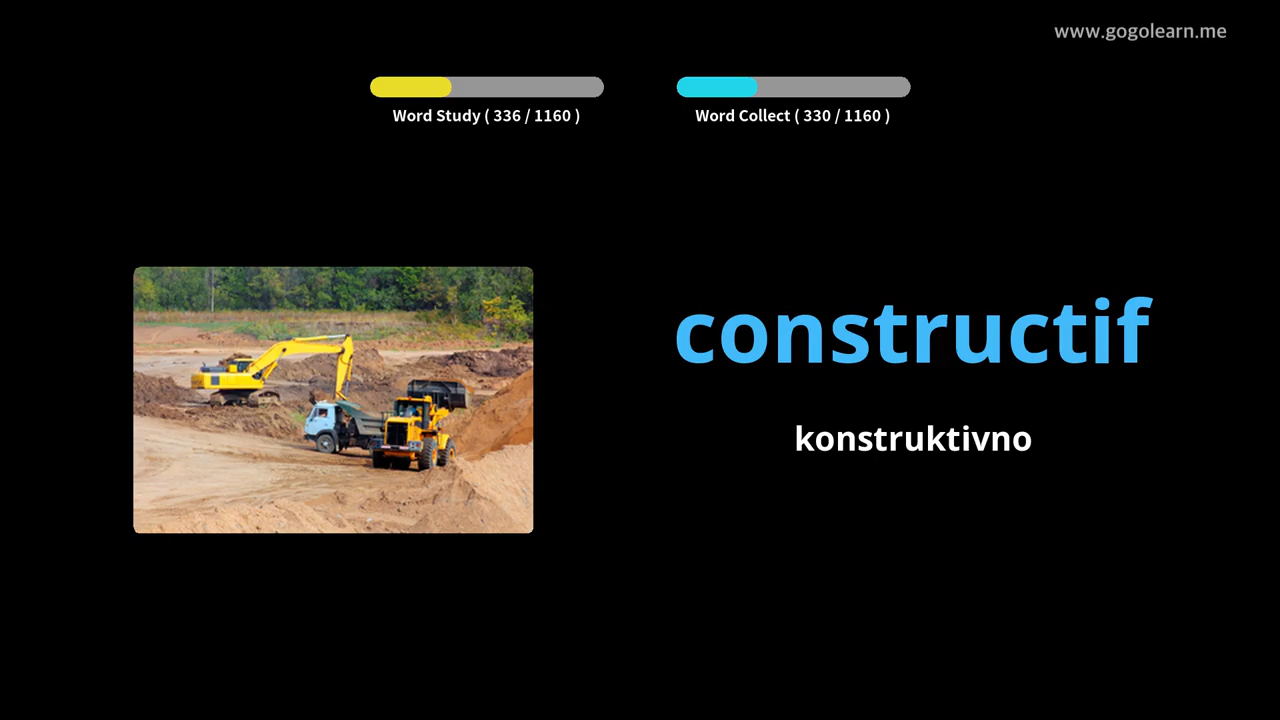 www.gogolearn.me
Word Study ( 336 / 1160 )
Word Collect ( 330 / 1160 )
constructif
konstruktivno